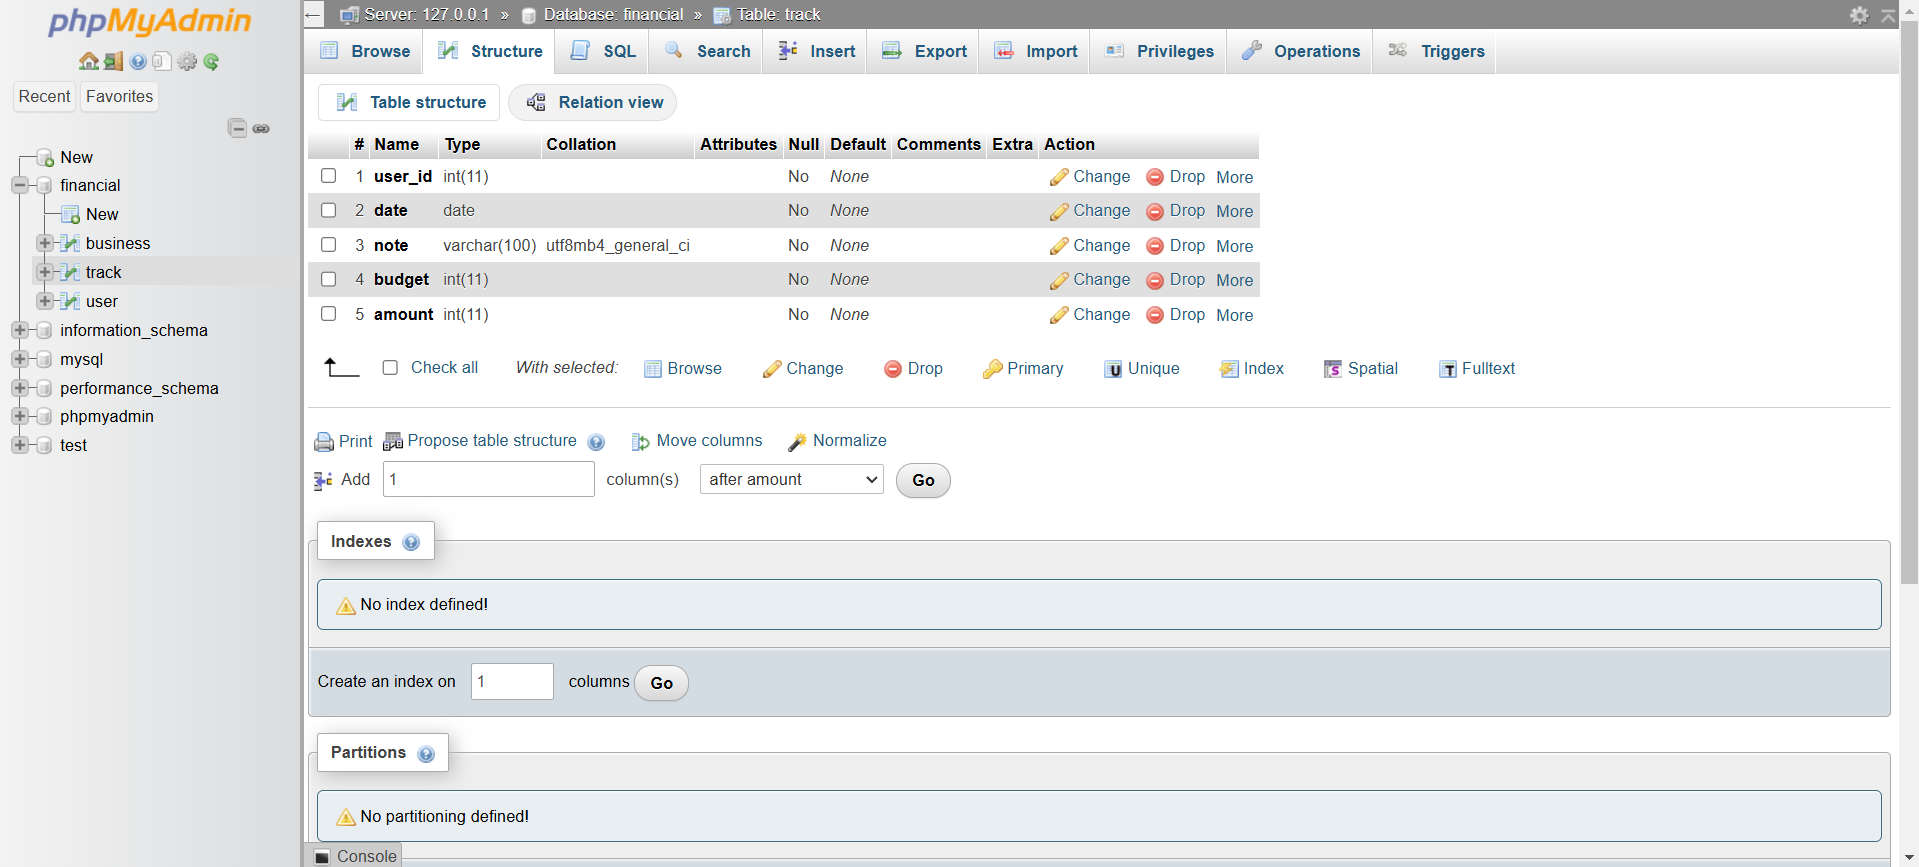 phpMyAdmin
Recent Favorites
New
financial
New
business
track
user
information_schema
mysql
performance_schema
phpmyadmin
test
Server: 127.0.0.1 » Database: financial » Table: track
Browse Structure SQL Search Insert Export Import Privileges Operations Triggers
Table structure Relation view
# Name Type Collation Attributes Null Default Comments Extra Action
1 user_id int(11) No None Change Drop More
2 date date No None Change Drop More
3 note varchar(100) utf8mb4_general_ci No None Change Drop More
4 budget int(11) No None Change Drop More
5 amount int(11) No None Change Drop More
Check all With selected: Browse Change Drop Primary Unique Index Spatial Fulltext
Print Propose table structure Move columns Normalize
Add 1 column(s) after amount Go
Indexes
No index defined!
Create an index on 1 columns Go
Partitions
No partitioning defined!
Console